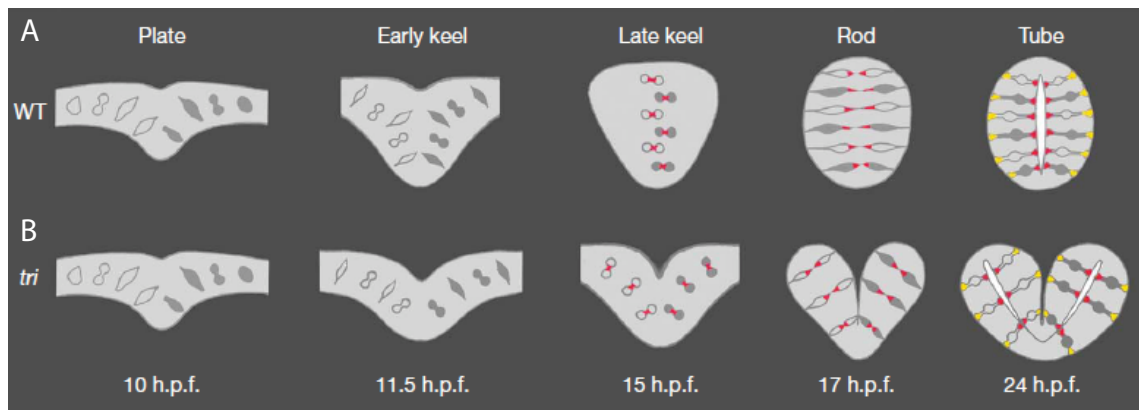 A
Plate Early keel Late keel Rod Tube
WT
B
tri
10 h.p.f. 11.5 h.p.f. 15 h.p.f. 17 h.p.f. 24 h.p.f.